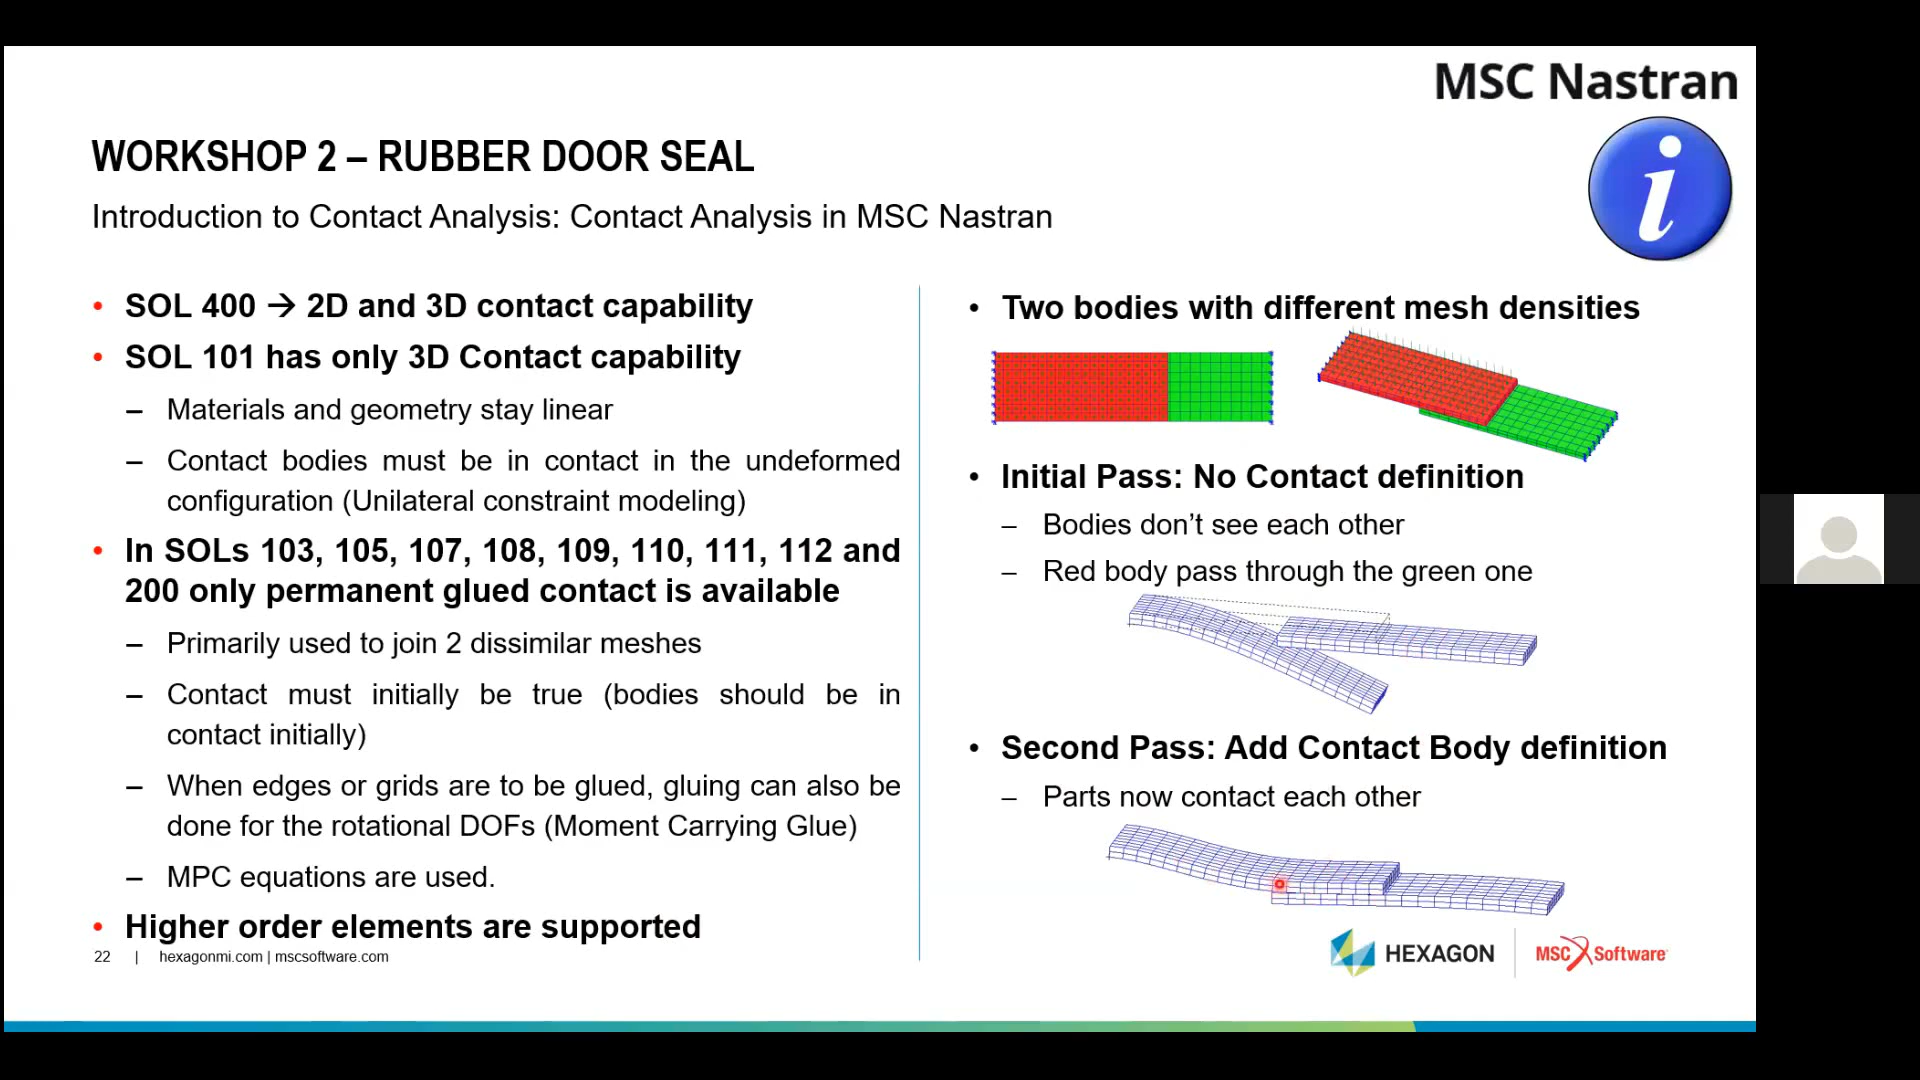 MSC Nastran
WORKSHOP 2 – RUBBER DOOR SEAL
Introduction to Contact Analysis: Contact Analysis in MSC Nastran
• SOL 400 → 2D and 3D contact capability
• SOL 101 has only 3D Contact capability
– Materials and geometry stay linear
– Contact bodies must be in contact in the undeformed
configuration (Unilateral constraint modeling)
• In SOLs 103, 105, 107, 108, 109, 110, 111, 112 and
200 only permanent glued contact is available
– Primarily used to join 2 dissimilar meshes
– Contact must initially be true (bodies should be in
contact initially)
– When edges or grids are to be glued, gluing can also be
done for the rotational DOFs (Moment Carrying Glue)
– MPC equations are used.
• Higher order elements are supported
• Two bodies with different mesh densities
• Initial Pass: No Contact definition
– Bodies don’t see each other
– Red body pass through the green one
• Second Pass: Add Contact Body definition
– Parts now contact each other
22 | hexagonmi.com | mscsoftware.com
HEXAGON
MSC Software
i